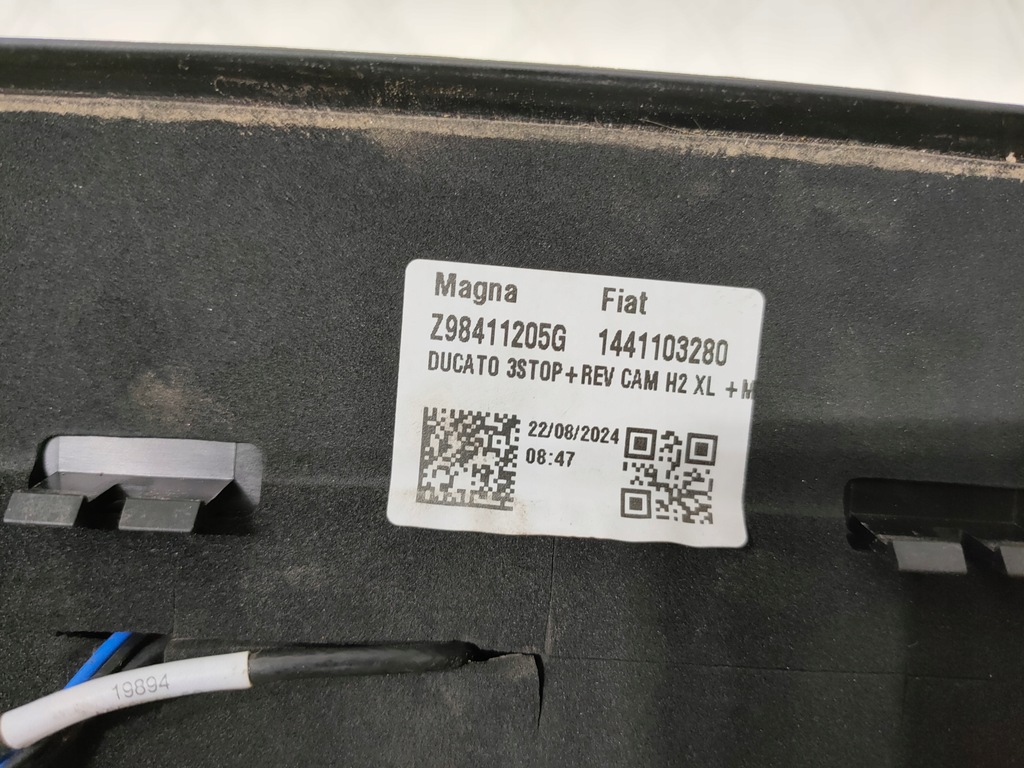 Magna Fiat
Z98411205G 1441103280
DUCATO 3STOP+REV CAM H2 XL +M
22/08/2024
08:47
19894